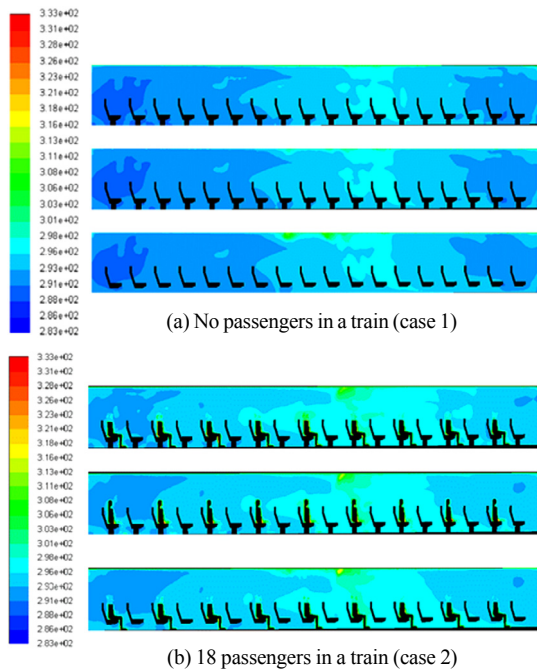 3.33e+02
3.31e+02
3.28e+02
3.26e+02
3.23e+02
3.21e+02
3.18e+02
3.16e+02
3.13e+02
3.11e+02
3.08e+02
3.06e+02
3.03e+02
3.01e+02
2.98e+02
2.96e+02
2.93e+02
2.91e+02
2.88e+02
2.86e+02
2.83e+02
(a) No passengers in a train (case 1)
3.33e+02
3.31e+02
3.28e+02
3.26e+02
3.23e+02
3.21e+02
3.18e+02
3.16e+02
3.13e+02
3.11e+02
3.08e+02
3.06e+02
3.03e+02
3.01e+02
2.98e+02
2.96e+02
2.93e+02
2.91e+02
2.88e+02
2.86e+02
2.83e+02
(b) 18 passengers in a train (case 2)